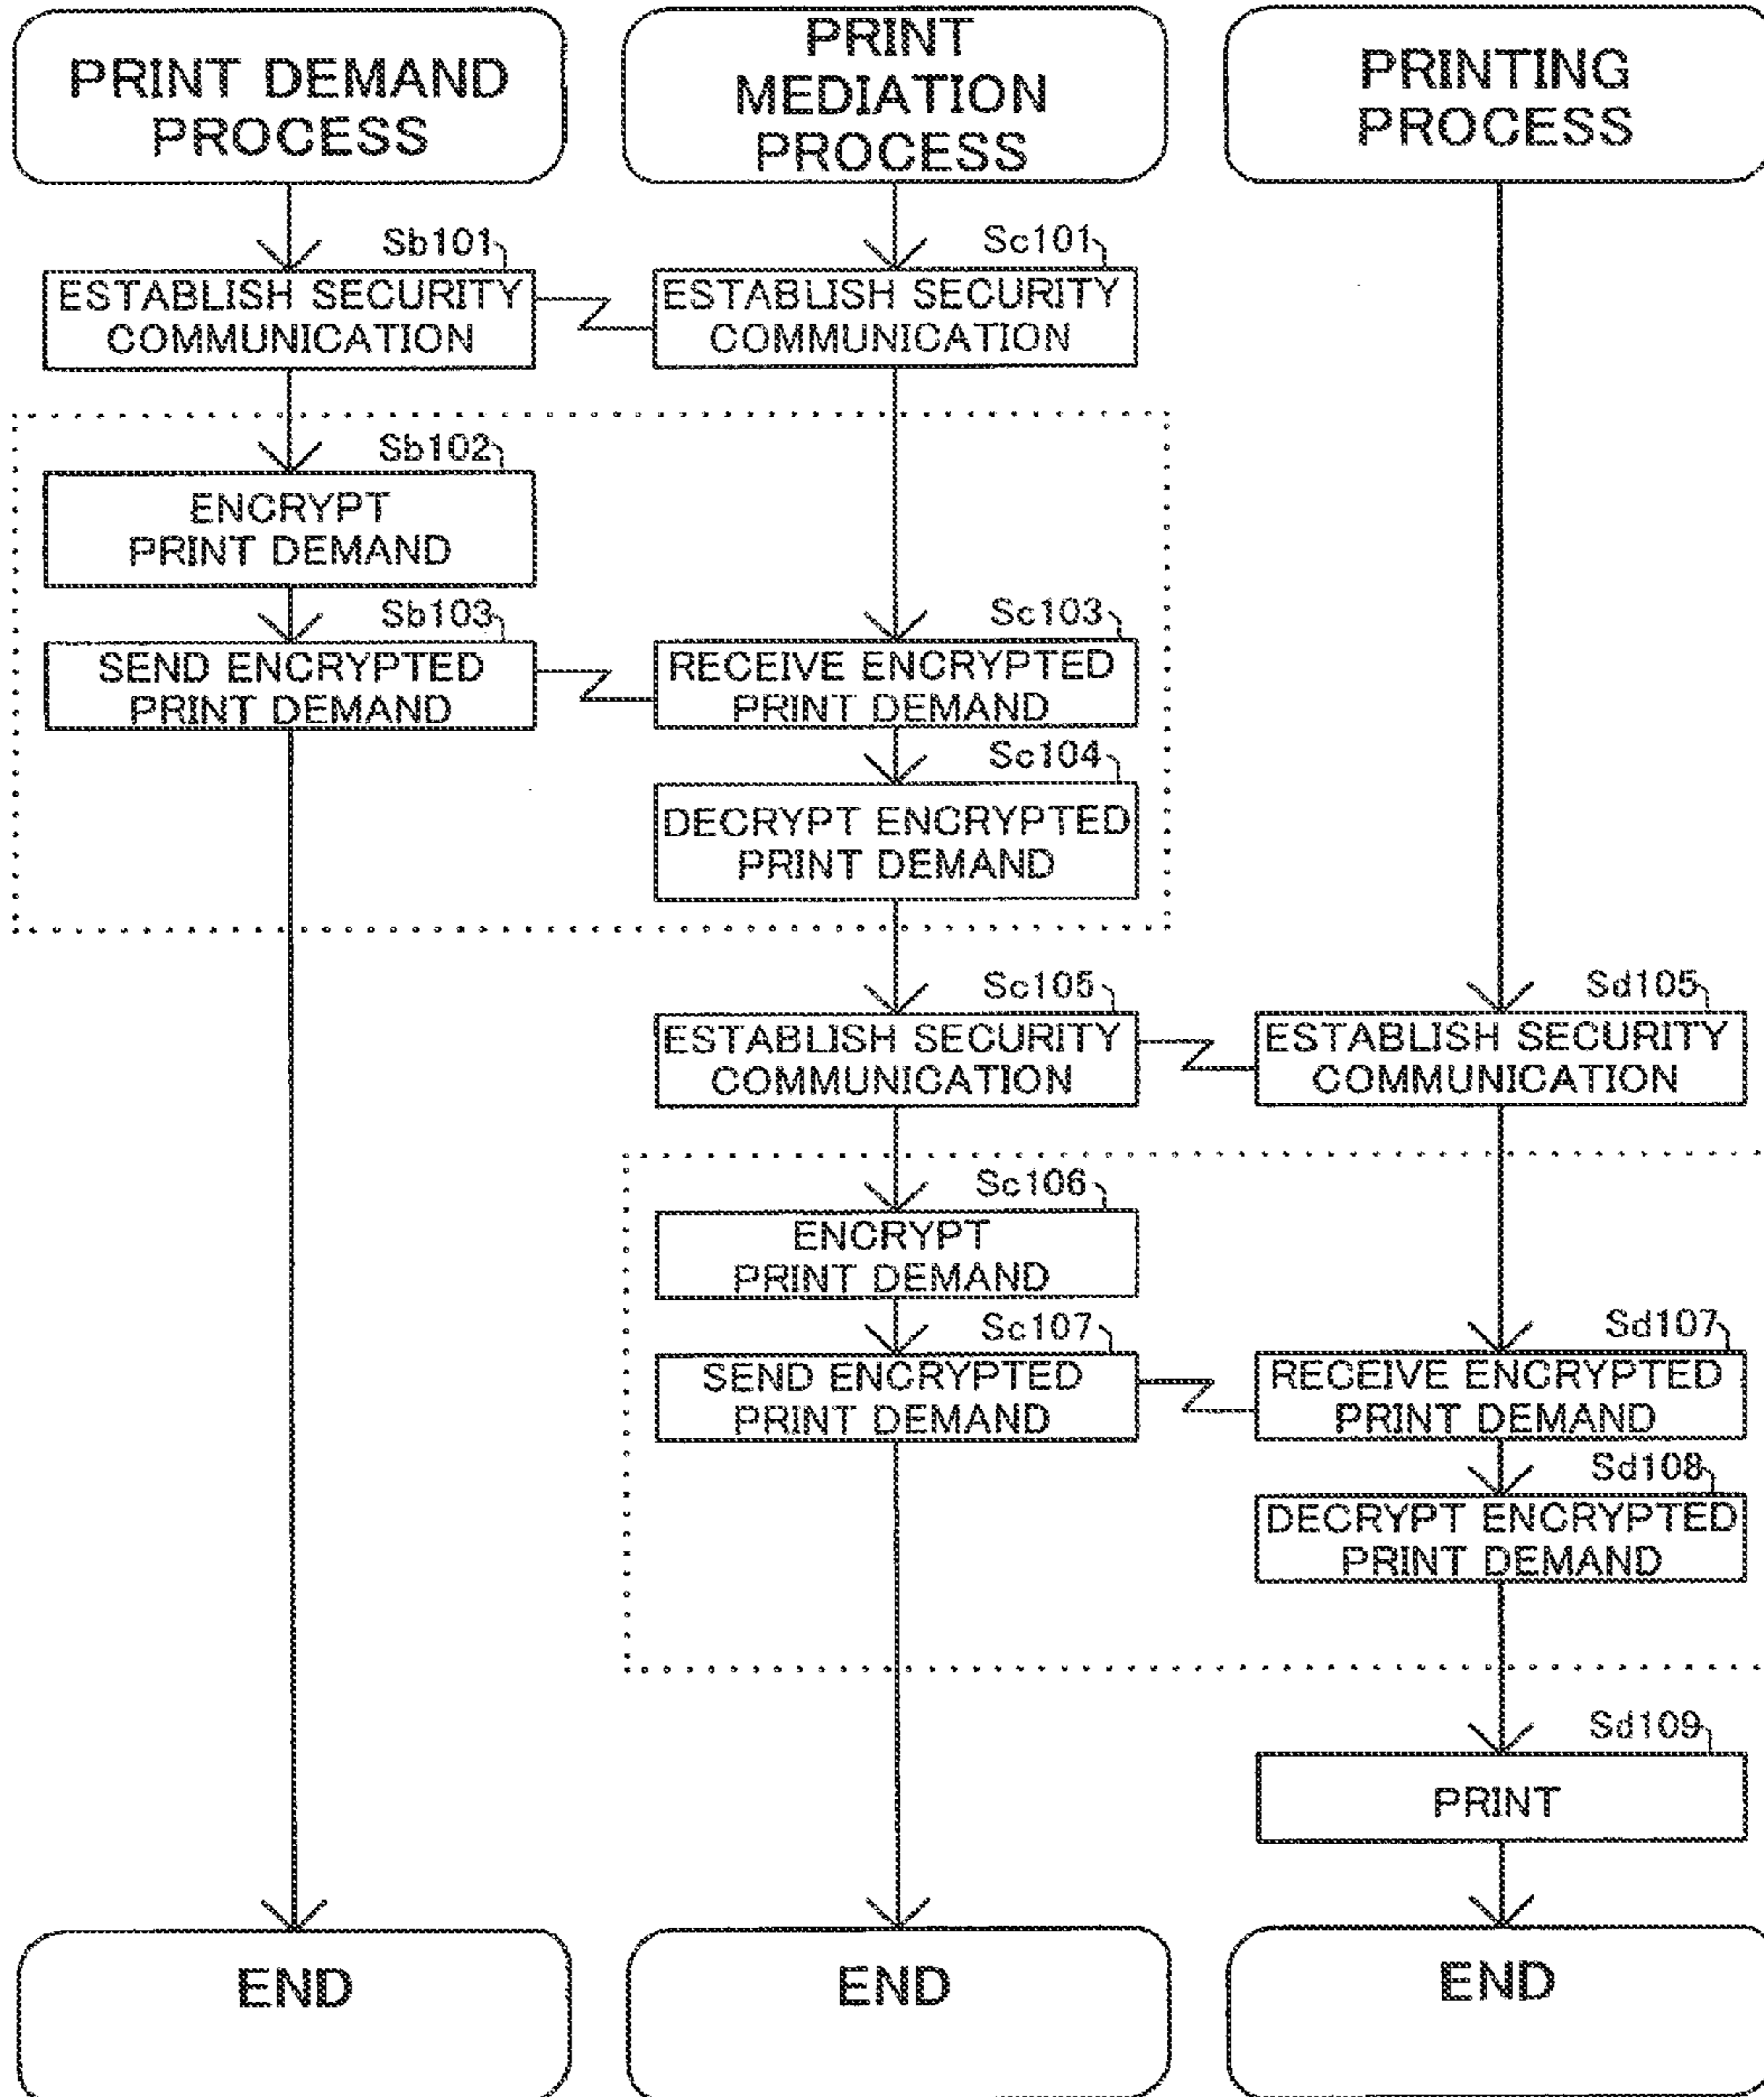 PRINT DEMAND
PROCESS
PRINT
MEDIATION
PROCESS
PRINTING
PROCESS
Sb101
ESTABLISH SECURITY
COMMUNICATION
Sc101
ESTABLISH SECURITY
COMMUNICATION
Sb102
ENCRYPT
PRINT DEMAND
Sb103
SEND ENCRYPTED
PRINT DEMAND
Sc103
RECEIVE ENCRYPTED
PRINT DEMAND
Sc104
DECRYPT ENCRYPTED
PRINT DEMAND
Sc105
ESTABLISH SECURITY
COMMUNICATION
Sd105
ESTABLISH SECURITY
COMMUNICATION
Sc106
ENCRYPT
PRINT DEMAND
Sc107
SEND ENCRYPTED
PRINT DEMAND
Sd107
RECEIVE ENCRYPTED
PRINT DEMAND
Sd108
DECRYPT ENCRYPTED
PRINT DEMAND
Sd109
PRINT
END
END
END